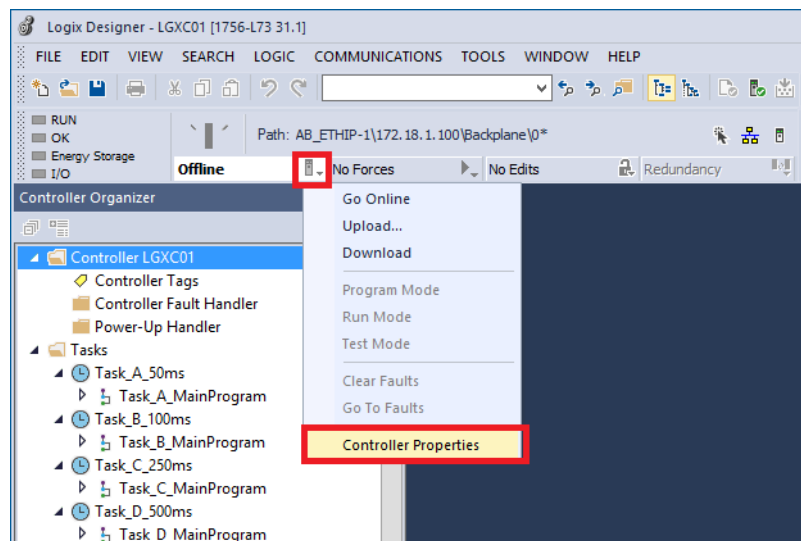 Logix Designer - LGXC01 [1756-L73 31.1]
FILE EDIT VIEW SEARCH LOGIC COMMUNICATIONS TOOLS WINDOW HELP
RUN
OK
Energy Storage
I/O
Path: AB_ETHIP-1\172.18.1.100\Backplane\0*
Offline No Forces No Edits Redundancy
Controller Organizer
Controller LGXC01
Controller Tags
Controller Fault Handler
Power-Up Handler
Tasks
Task_A_50ms
Task_A_MainProgram
Task_B_100ms
Task_B_MainProgram
Task_C_250ms
Task_C_MainProgram
Task_D_500ms
Task_D_MainProgram
Go Online
Upload...
Download
Program Mode
Run Mode
Test Mode
Clear Faults
Go To Faults
Controller Properties